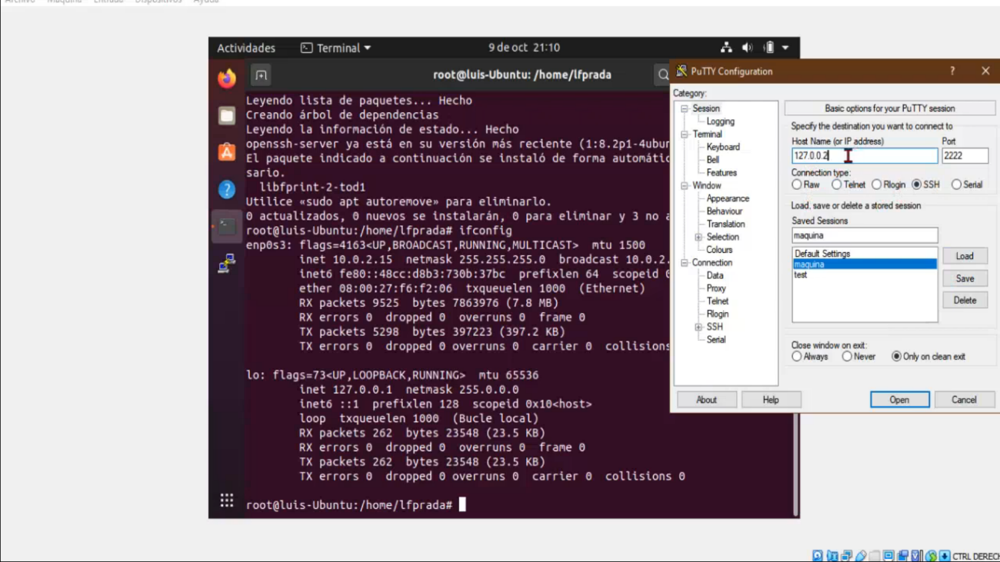 Archivo Máquina Entrada Dispositivos Ayuda
Actividades Terminal 9 de oct 21:10
root@luis-Ubuntu: /home/lfprada
Leyendo lista de paquetes... Hecho
Creando árbol de dependencias
Leyendo la información de estado... Hecho
openssh-server ya está en su versión más reciente (1:8.2p1-4ubun
El paquete indicado a continuación se instaló de forma automátic
sario.
libfprint-2-tod1
Utilice «sudo apt autoremove» para eliminarlo.
0 actualizados, 0 nuevos se instalarán, 0 para eliminar y 3 no a
root@luis-Ubuntu:/home/lfprada# ifconfig
enp0s3: flags=4163<UP,BROADCAST,RUNNING,MULTICAST> mtu 1500
inet 10.0.2.15 netmask 255.255.255.0 broadcast 10.0.2.
inet6 fe80::48cc:d8b3:730b:37bc prefixlen 64 scopeid 0
ether 08:00:27:f6:f2:06 txqueuelen 1000 (Ethernet)
RX packets 9525 bytes 7863976 (7.8 MB)
RX errors 0 dropped 0 overruns 0 frame 0
TX packets 5298 bytes 397223 (397.2 KB)
TX errors 0 dropped 0 overruns 0 carrier 0 collisions
lo: flags=73<UP,LOOPBACK,RUNNING> mtu 65536
inet 127.0.0.1 netmask 255.0.0.0
inet6 ::1 prefixlen 128 scopeid 0x10<host>
loop txqueuelen 1000 (Bucle local)
RX packets 262 bytes 23548 (23.5 KB)
RX errors 0 dropped 0 overruns 0 frame 0
TX packets 262 bytes 23548 (23.5 KB)
TX errors 0 dropped 0 overruns 0 carrier 0 collisions 0
root@luis-Ubuntu:/home/lfprada#
PuTTY Configuration ?
Category:
Session
Logging
Terminal
Keyboard
Bell
Features
Window
Appearance
Behaviour
Translation
Selection
Colours
Connection
Data
Proxy
Telnet
Rlogin
SSH
Serial
Basic options for your PuTTY session
Specify the destination you want to connect to
Host Name (or IP address) Port
127.0.0.2 2222
Connection type:
Raw Telnet Rlogin SSH Serial
Load, save or delete a stored session
Saved Sessions
maquina
Default Settings
maquina
test
Load
Save
Delete
Close window on exit:
Always Never Only on clean exit
About Help Open Cancel
CTRL DERECH